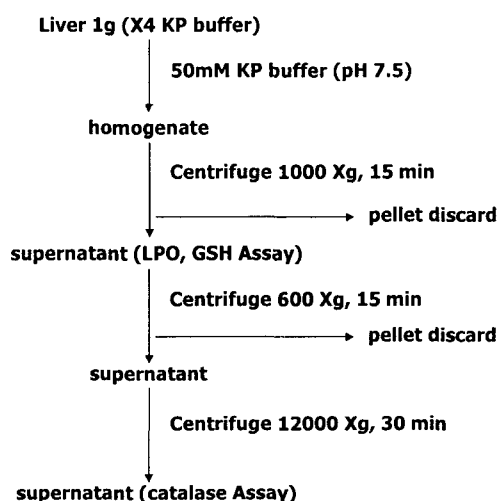 Liver 1g (X4 KP buffer)
50mM KP buffer (pH 7.5)
homogenate
Centrifuge 1000 Xg, 15 min
pellet discard
supernatant (LPO, GSH Assay)
Centrifuge 600 Xg, 15 min
pellet discard
supernatant
Centrifuge 12000 Xg, 30 min
supernatant (catalase Assay)